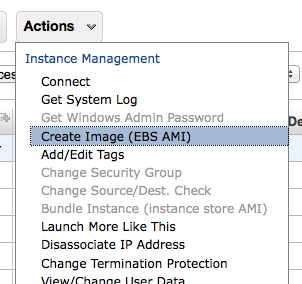 Actions
Instance Management
Connect
Get System Log
Get Windows Admin Password
Create Image (EBS AMI)
Add/Edit Tags
Change Security Group
Change Source/Dest. Check
Bundle Instance (instance store AMI)
Launch More Like This
Disassociate IP Address
Change Termination Protection
View/Change User Data